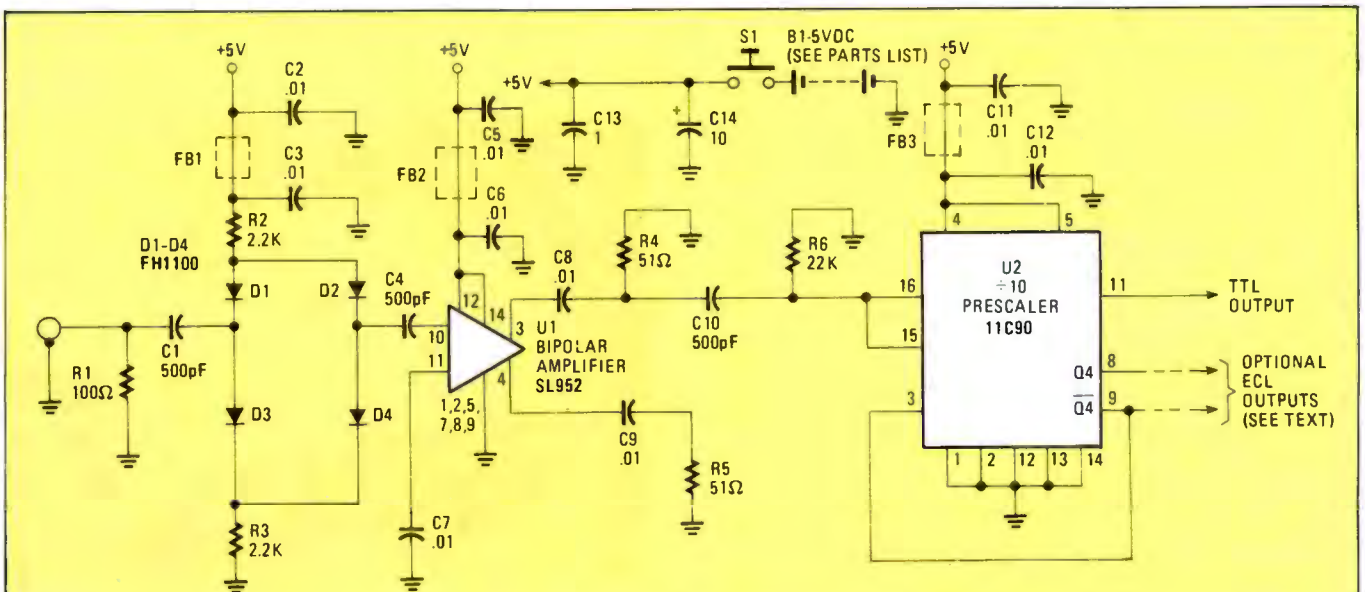 +5V
C2
.01
FB1
C3
.01
R2
2.2K
D1-D4
FH1100
D1
D2
C4
500pF
C1
500pF
R1
100Ω
D3
D4
R3
2.2K
+5V
C5
.01
FB2
C6
.01
12
14
10
11
3
4
U1
BIPOLAR
AMPLIFIER
SL952
1,2,5,
7,8,9
C7
.01
C8
.01
C9
.01
R5
51Ω
+5V
C13
1
+
C14
10
S1
B1-5VDC
(SEE PARTS LIST)
R4
51Ω
C10
500pF
R6
22K
+5V
C11
.01
FB3
C12
.01
4
5
16
15
3
U2
÷10
PRESCALER
11C90
11
TTL
OUTPUT
Q4
8
Q4
9
OPTIONAL
ECL
OUTPUTS
(SEE TEXT)
1
2
12
13
14